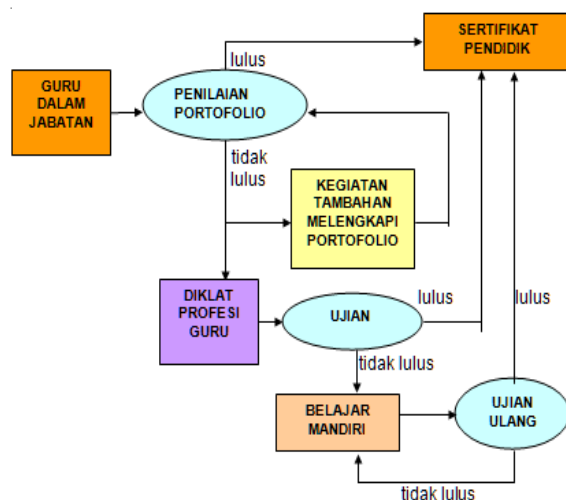 SERTIFIKAT
PENDIDIK
lulus
GURU
DALAM
JABATAN
PENILAIAN
PORTOFOLIO
tidak
lulus
KEGIATAN
TAMBAHAN
MELENGKAPI
PORTOFOLIO
DIKLAT
PROFESI
GURU
UJIAN
lulus
lulus
tidak lulus
BELAJAR
MANDIRI
UJIAN
ULANG
tidak lulus